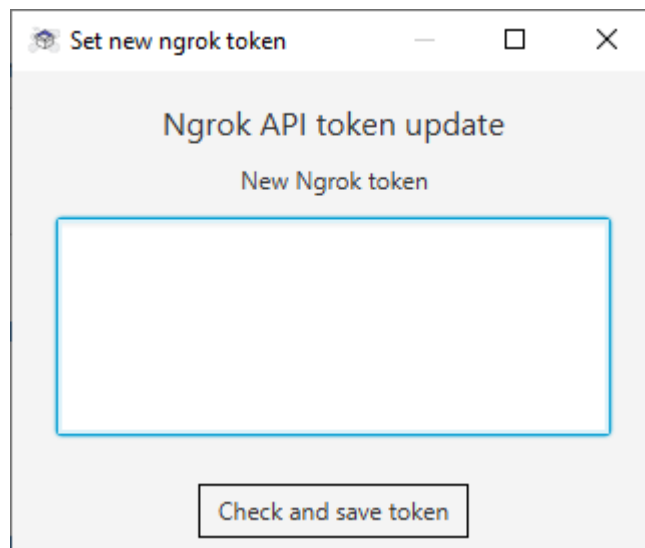 Set new ngrok token
Ngrok API token update
New Ngrok token
Check and save token